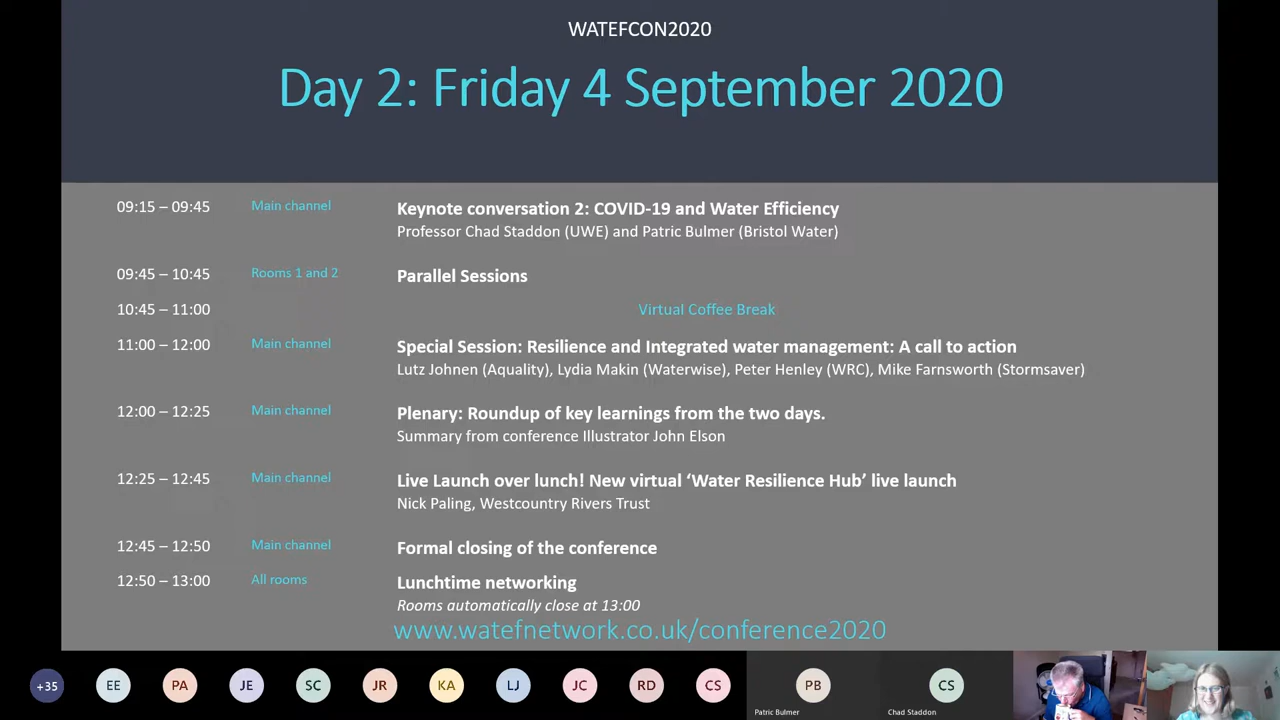 WATEFCON2020
Day 2: Friday 4 September 2020
09:15 – 09:45 Main channel Keynote conversation 2: COVID-19 and Water Efficiency
Professor Chad Staddon (UWE) and Patric Bulmer (Bristol Water)
09:45 – 10:45 Rooms 1 and 2 Parallel Sessions
10:45 – 11:00 Virtual Coffee Break
11:00 – 12:00 Main channel Special Session: Resilience and Integrated water management: A call to action
Lutz Johnen (Aquality), Lydia Makin (Waterwise), Peter Henley (WRC), Mike Farnsworth (Stormsaver)
12:00 – 12:25 Main channel Plenary: Roundup of key learnings from the two days.
Summary from conference Illustrator John Elson
12:25 – 12:45 Main channel Live Launch over lunch! New virtual ‘Water Resilience Hub’ live launch
Nick Paling, Westcountry Rivers Trust
12:45 – 12:50 Main channel Formal closing of the conference
12:50 – 13:00 All rooms Lunchtime networking
Rooms automatically close at 13:00
www.watefnetwork.co.uk/conference2020
+35 EE PA JE SC JR KA LJ JC RD CS PB CS
Patric Bulmer Chad Staddon